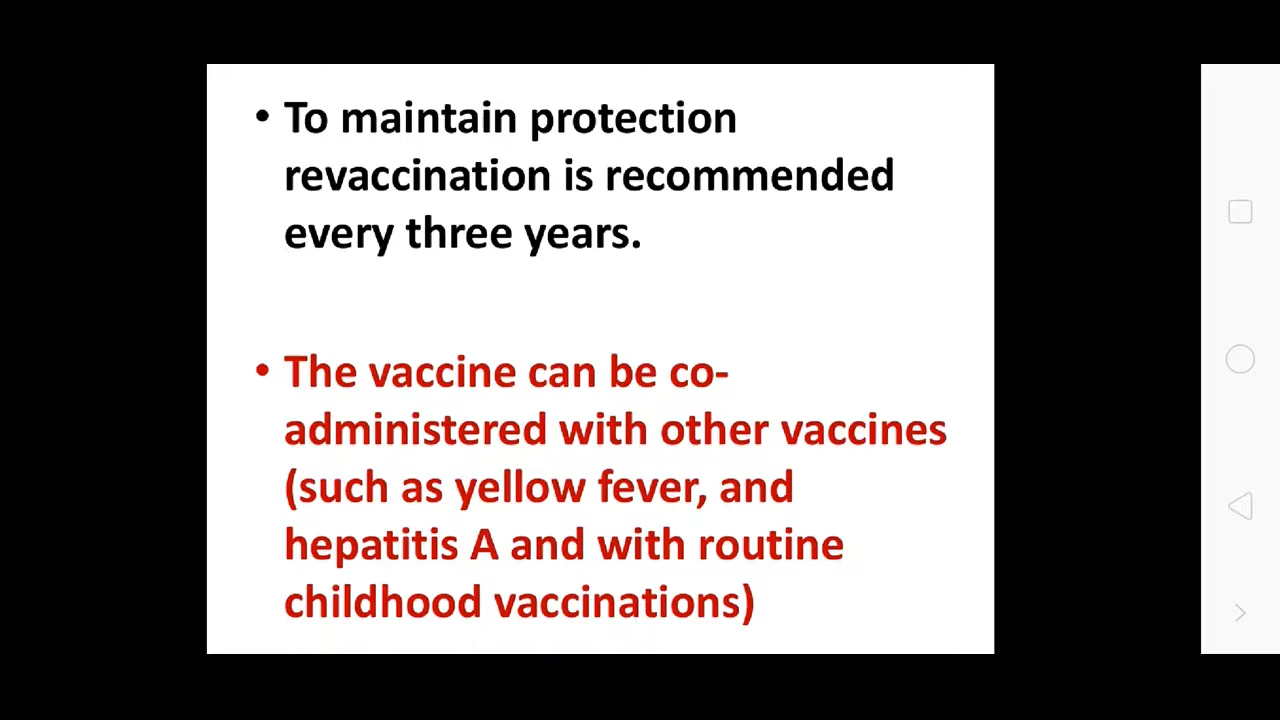 • To maintain protection
revaccination is recommended
every three years.
• The vaccine can be co-
administered with other vaccines
(such as yellow fever, and
hepatitis A and with routine
childhood vaccinations)